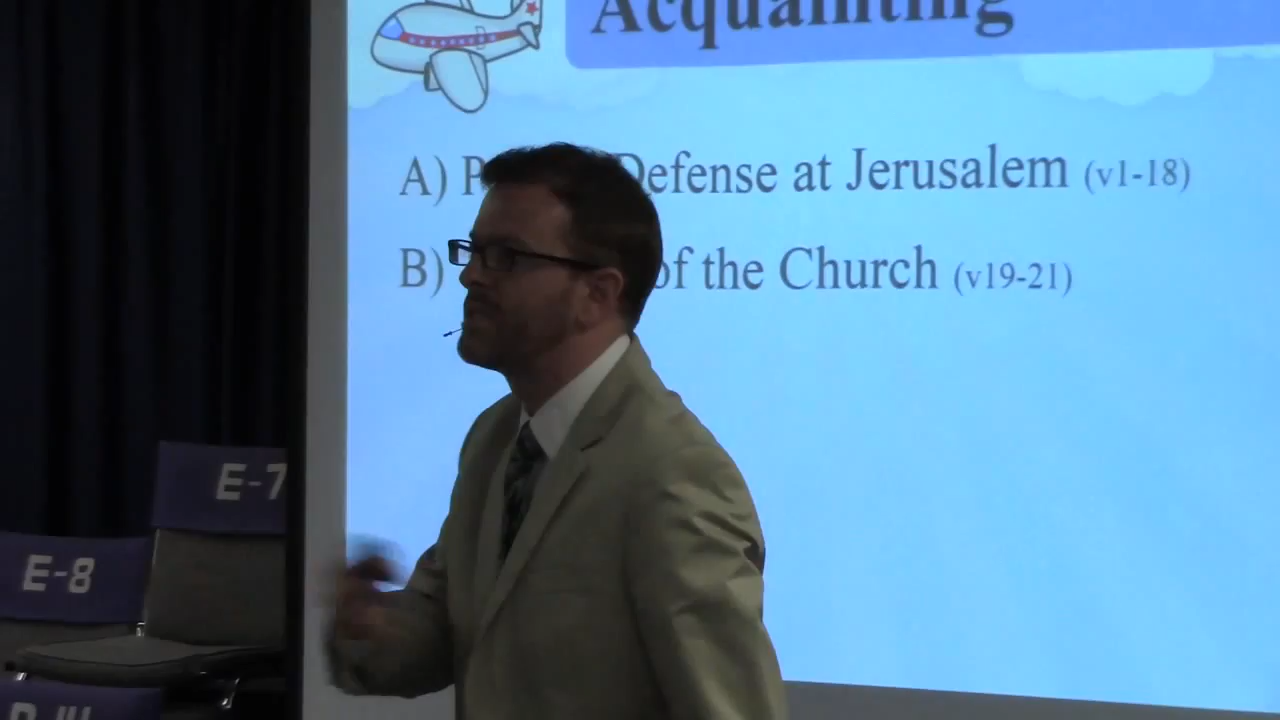 Acquainting
A) Defense at Jerusalem (v1-18)
B) of the Church (v19-21)
E-7
E-8